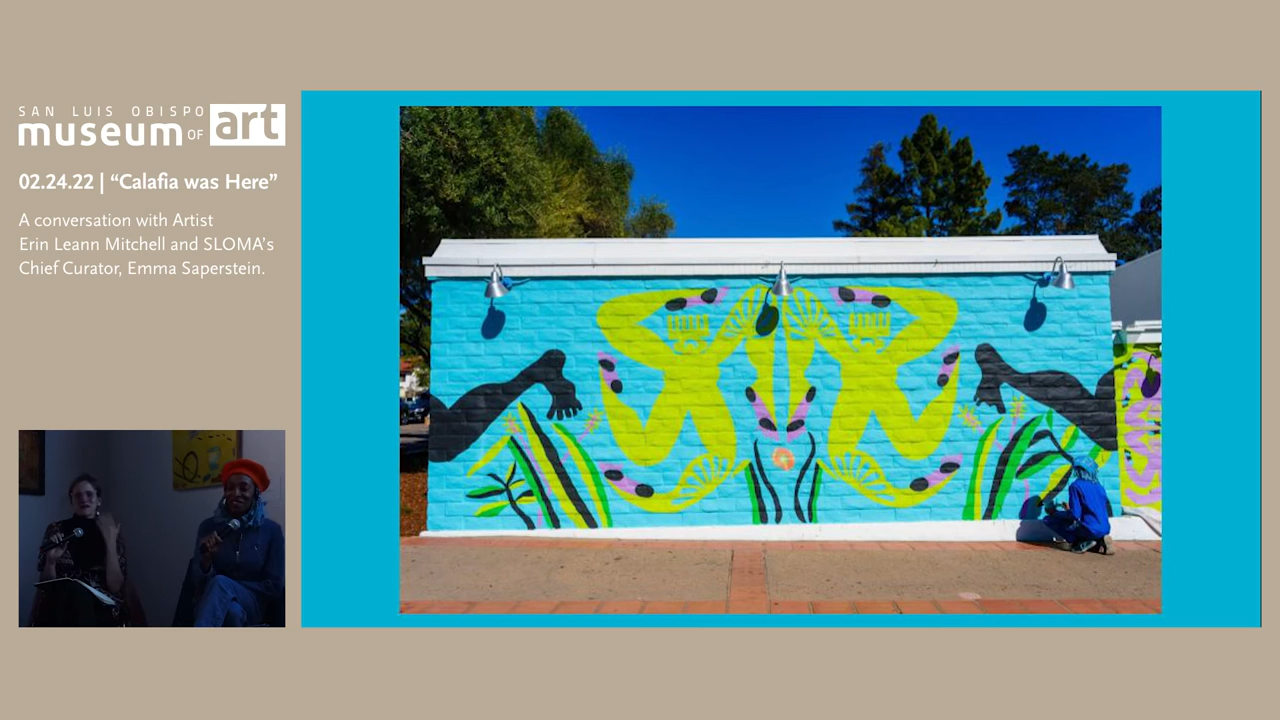 SAN LUIS OBISPO
museum OF art
02.24.22 | “Calafia was Here”
A conversation with Artist
Erin Leann Mitchell and SLOMA’s
Chief Curator, Emma Saperstein.